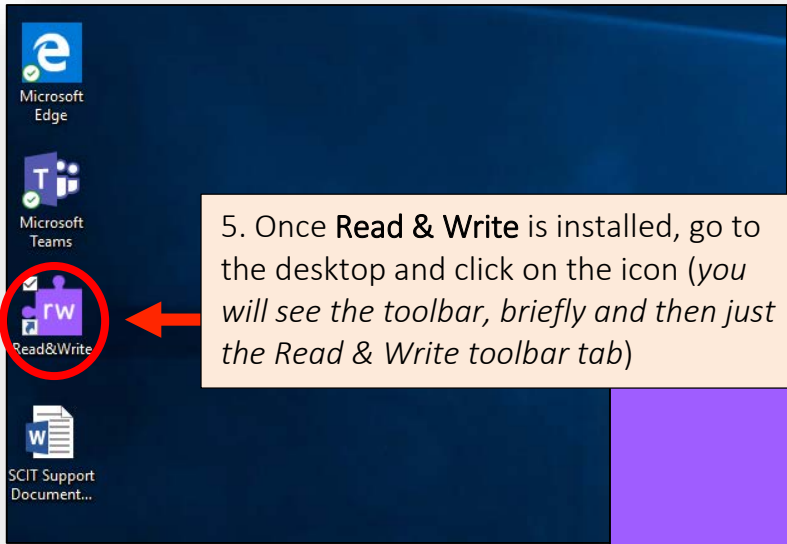 Microsoft
Edge
Microsoft
Teams
rw
Read&Write
SCIT Support
Document...
5. Once Read & Write is installed, go to
the desktop and click on the icon (you
will see the toolbar, briefly and then just
the Read & Write toolbar tab)